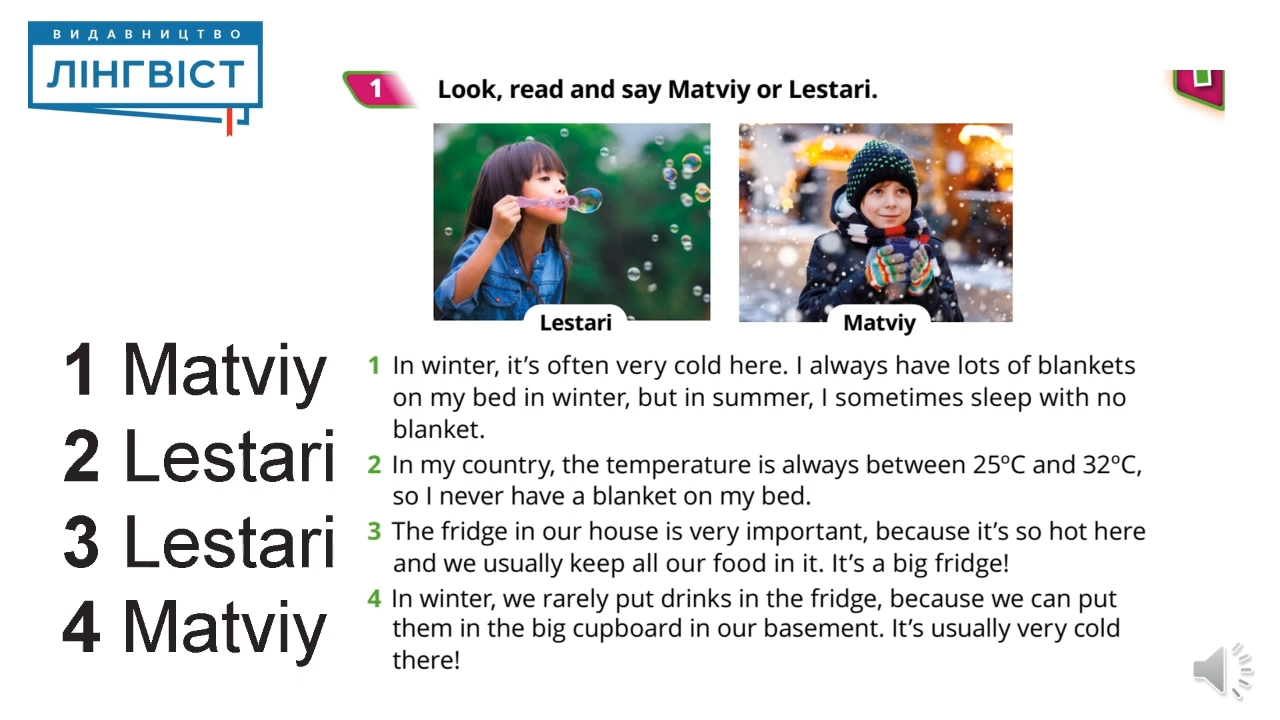 ВИДАВНИЦТВО
ЛІНГВІСТ
1 Look, read and say Matviy or Lestari.
Lestari
Matviy
1 Matviy
2 Lestari
3 Lestari
4 Matviy
1 In winter, it’s often very cold here. I always have lots of blankets
on my bed in winter, but in summer, I sometimes sleep with no
blanket.
2 In my country, the temperature is always between 25ºC and 32ºC,
so I never have a blanket on my bed.
3 The fridge in our house is very important, because it’s so hot here
and we usually keep all our food in it. It’s a big fridge!
4 In winter, we rarely put drinks in the fridge, because we can put
them in the big cupboard in our basement. It’s usually very cold
there!